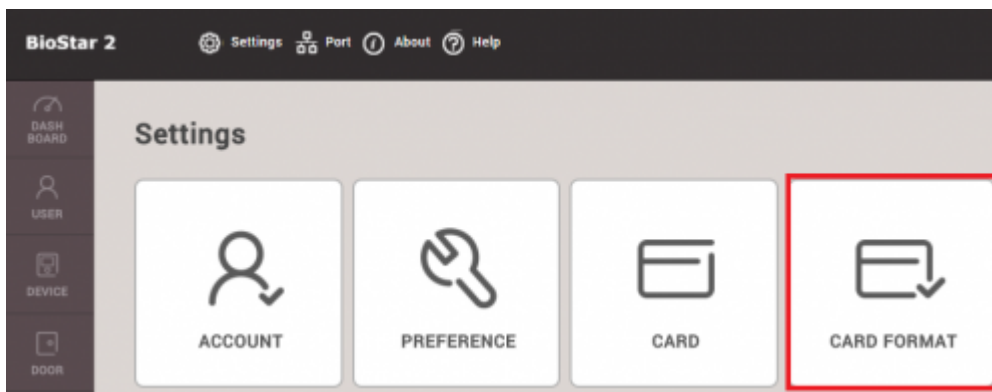 BioStar 2 Settings Port About Help
DASH
BOARD
Settings
USER
DEVICE
DOOR
ACCOUNT PREFERENCE CARD CARD FORMAT